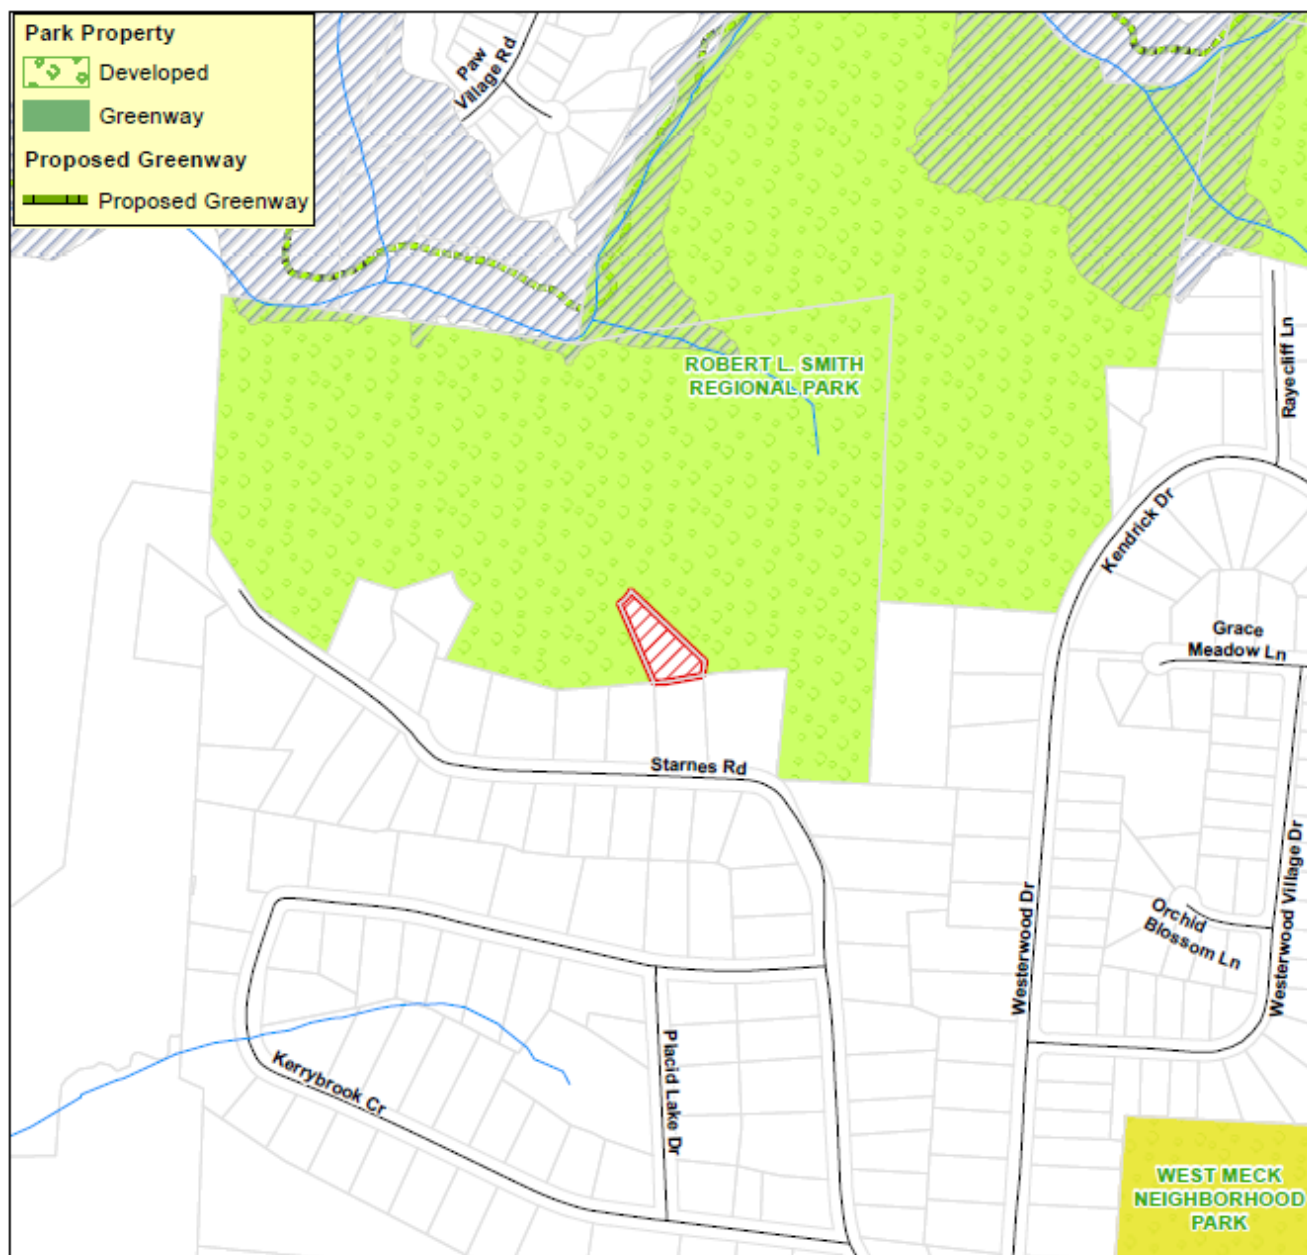 Park Property
Developed
Greenway
Proposed Greenway
Proposed Greenway
Paw
Village Rd
ROBERT L. SMITH
REGIONAL PARK
Rayecliff Ln
Kendrick Dr
Grace
Meadow Ln
Starnes Rd
Westerwood Dr
Orchid
Blossom Ln
Westerwood Village Dr
Kerrybrook Cr
Placid Lake Dr
WEST MECK
NEIGHBORHOOD
PARK